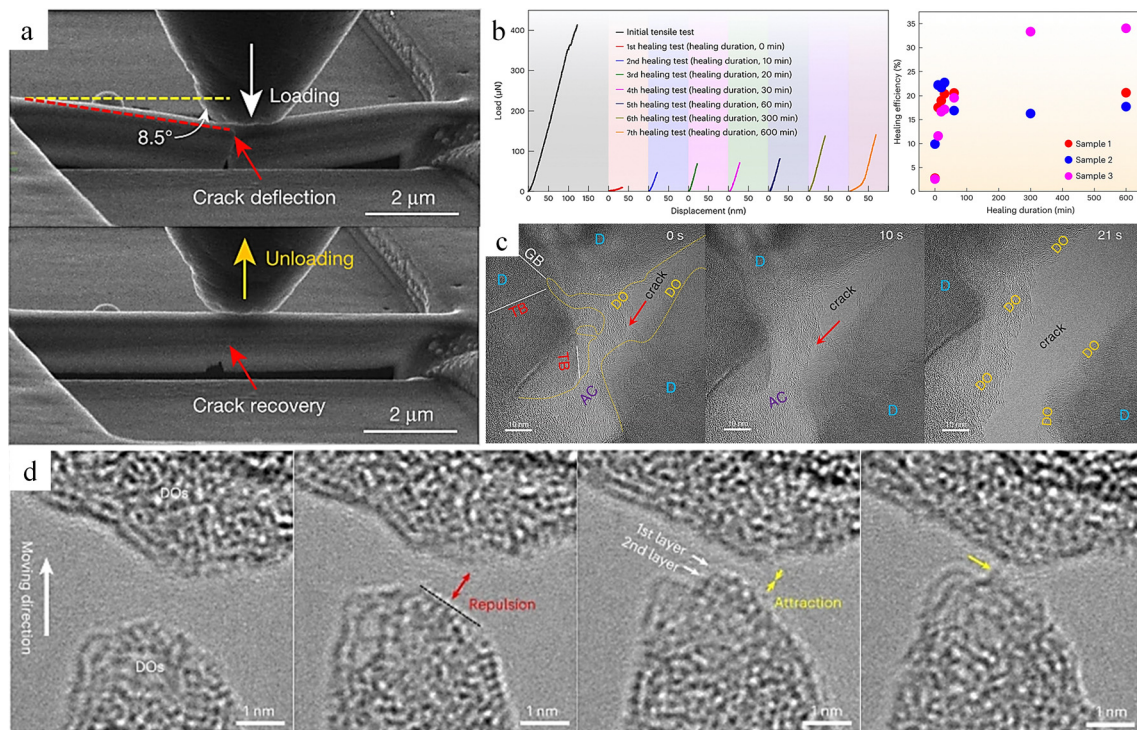 a
Loading
8.5°
Crack deflection
2 μm
Unloading
Crack recovery
2 μm
b
Load (μN)
400
300
200
100
0
Initial tensile test
1st healing test (healing duration, 0 min)
2nd healing test (healing duration, 10 min)
3rd healing test (healing duration, 20 min)
4th healing test (healing duration, 30 min)
5th healing test (healing duration, 60 min)
6th healing test (healing duration, 300 min)
7th healing test (healing duration, 600 min)
0 50 100 150 0 50 0 50 0 50 0 50 0 50 0 50 0 50
Displacement (nm)
Healing efficiency (%)
35
30
25
20
15
10
5
0
Sample 1
Sample 2
Sample 3
0 100 200 300 400 500 600
Healing duration (min)
c
D
0 s
GB
D
DO
DO
crack
TB
TB
AC
D
10 nm
D
10 s
crack
AC
D
10 nm
D
21 s
DO
DO
crack
DO
DO
DO
D
10 nm
d
DOs
Moving direction
DOs
1 nm
Repulsion
1 nm
1st layer
2nd layer
Attraction
1 nm
1 nm